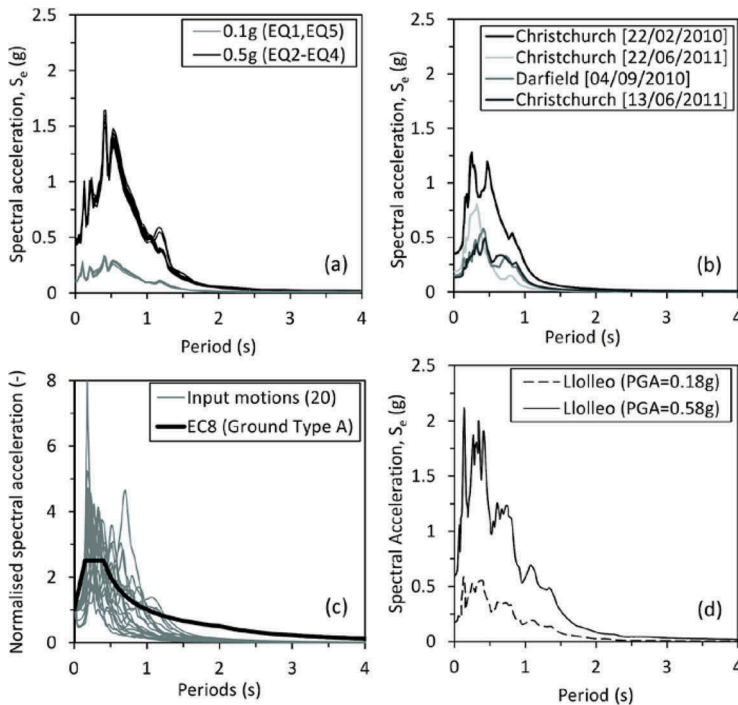 Spectral acceleration, Sₑ (g)
2.5
2
1.5
1
0.5
0
0.1g (EQ1,EQ5)
0.5g (EQ2-EQ4)
(a)
0 1 2 3 4
Period (s)
Spectral acceleration, Sₑ (g)
2.5
2
1.5
1
0.5
0
Christchurch [22/02/2010]
Christchurch [22/06/2011]
Darfield [04/09/2010]
Christchurch [13/06/2011]
(b)
0 1 2 3 4
Period (s)
Normalised spectral acceleration (-)
8
6
4
2
0
Input motions (20)
EC8 (Ground Type A)
(c)
0 1 2 3 4
Periods (s)
Spectral Acceleration, Sₑ (g)
2.5
2
1.5
1
0.5
0
Llolleo (PGA=0.18g)
Llolleo (PGA=0.58g)
(d)
0 1 2 3 4
Period (s)